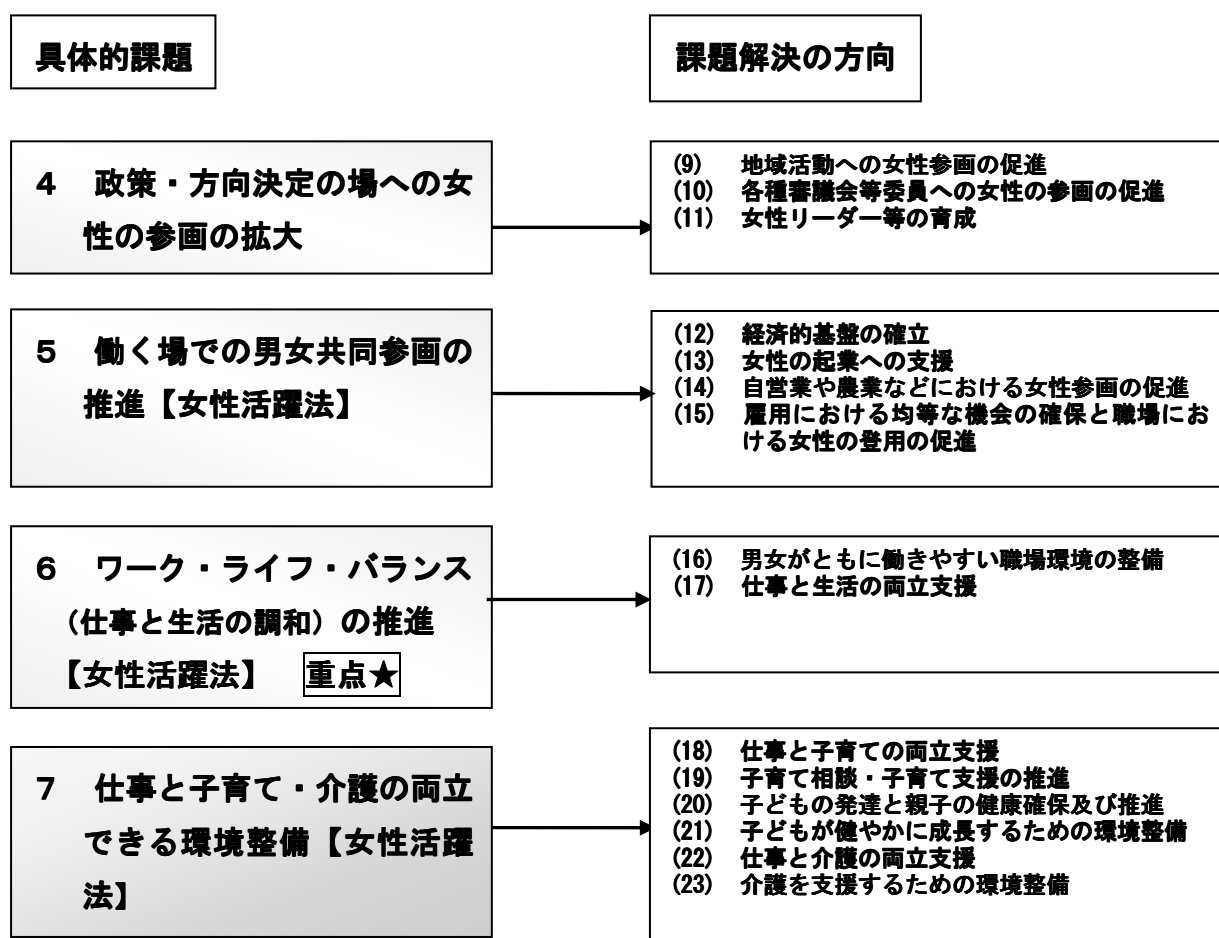 具体的課題
課題解決の方向
４　政策・方向決定の場への女
性の参画の拡大
(9)　地域活動への女性参画の促進
(10)　各種審議会等委員への女性の参画の促進
(11)　女性リーダー等の育成
５　働く場での男女共同参画の
推進【女性活躍法】
(12)　経済的基盤の確立
(13)　女性の起業への支援
(14)　自営業や農業などにおける女性参画の促進
(15)　雇用における均等な機会の確保と職場にお
ける女性の登用の促進
６　ワーク・ライフ・バランス
（仕事と生活の調和）の推進
【女性活躍法】　重点★
(16)　男女がともに働きやすい職場環境の整備
(17)　仕事と生活の両立支援
７　仕事と子育て・介護の両立
できる環境整備【女性活躍
法】
(18)　仕事と子育ての両立支援
(19)　子育て相談・子育て支援の推進
(20)　子どもの発達と親子の健康確保及び推進
(21)　子どもが健やかに成長するための環境整備
(22)　仕事と介護の両立支援
(23)　介護を支援するための環境整備